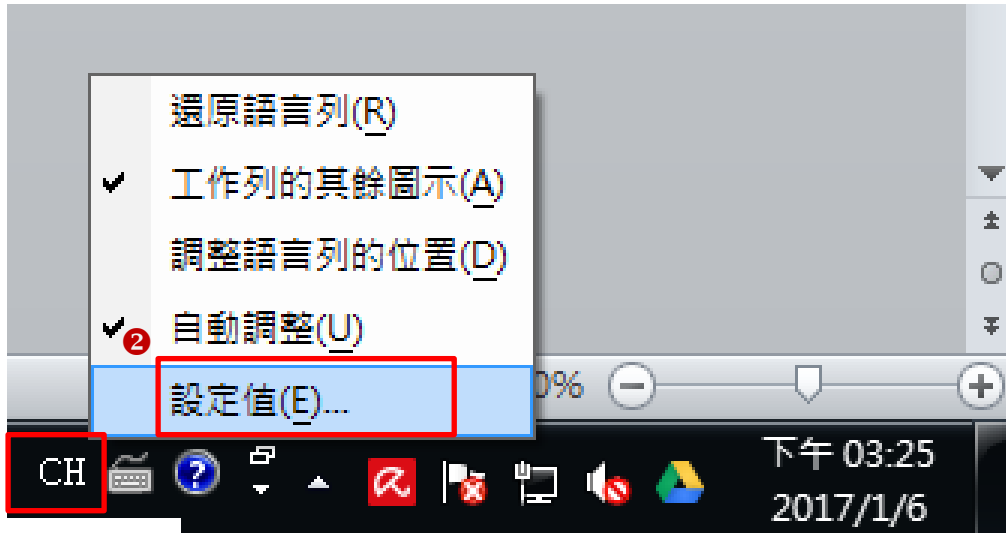 還原語言列(R)
工作列的其餘圖示(A)
調整語言列的位置(D)
❷ 自動調整(U)
設定值(E)...
0%
CH
下午 03:25
2017/1/6